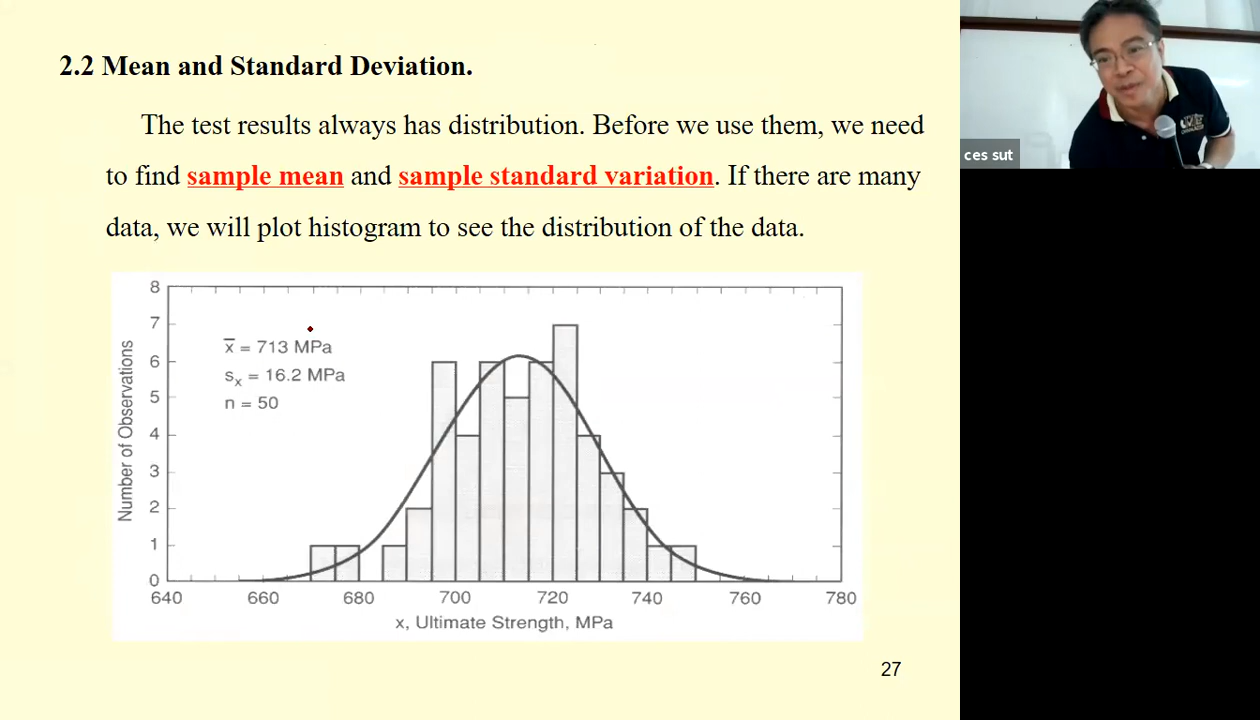 2.2 Mean and Standard Deviation.
The test results always has distribution. Before we use them, we need
to find sample mean and sample standard variation. If there are many
data, we will plot histogram to see the distribution of the data.
8
7
6
5
4
3
2
1
0
Number of Observations
x̅ = 713 MPa
sₓ = 16.2 MPa
n = 50
640 660 680 700 720 740 760 780
x, Ultimate Strength, MPa
27
ces sut